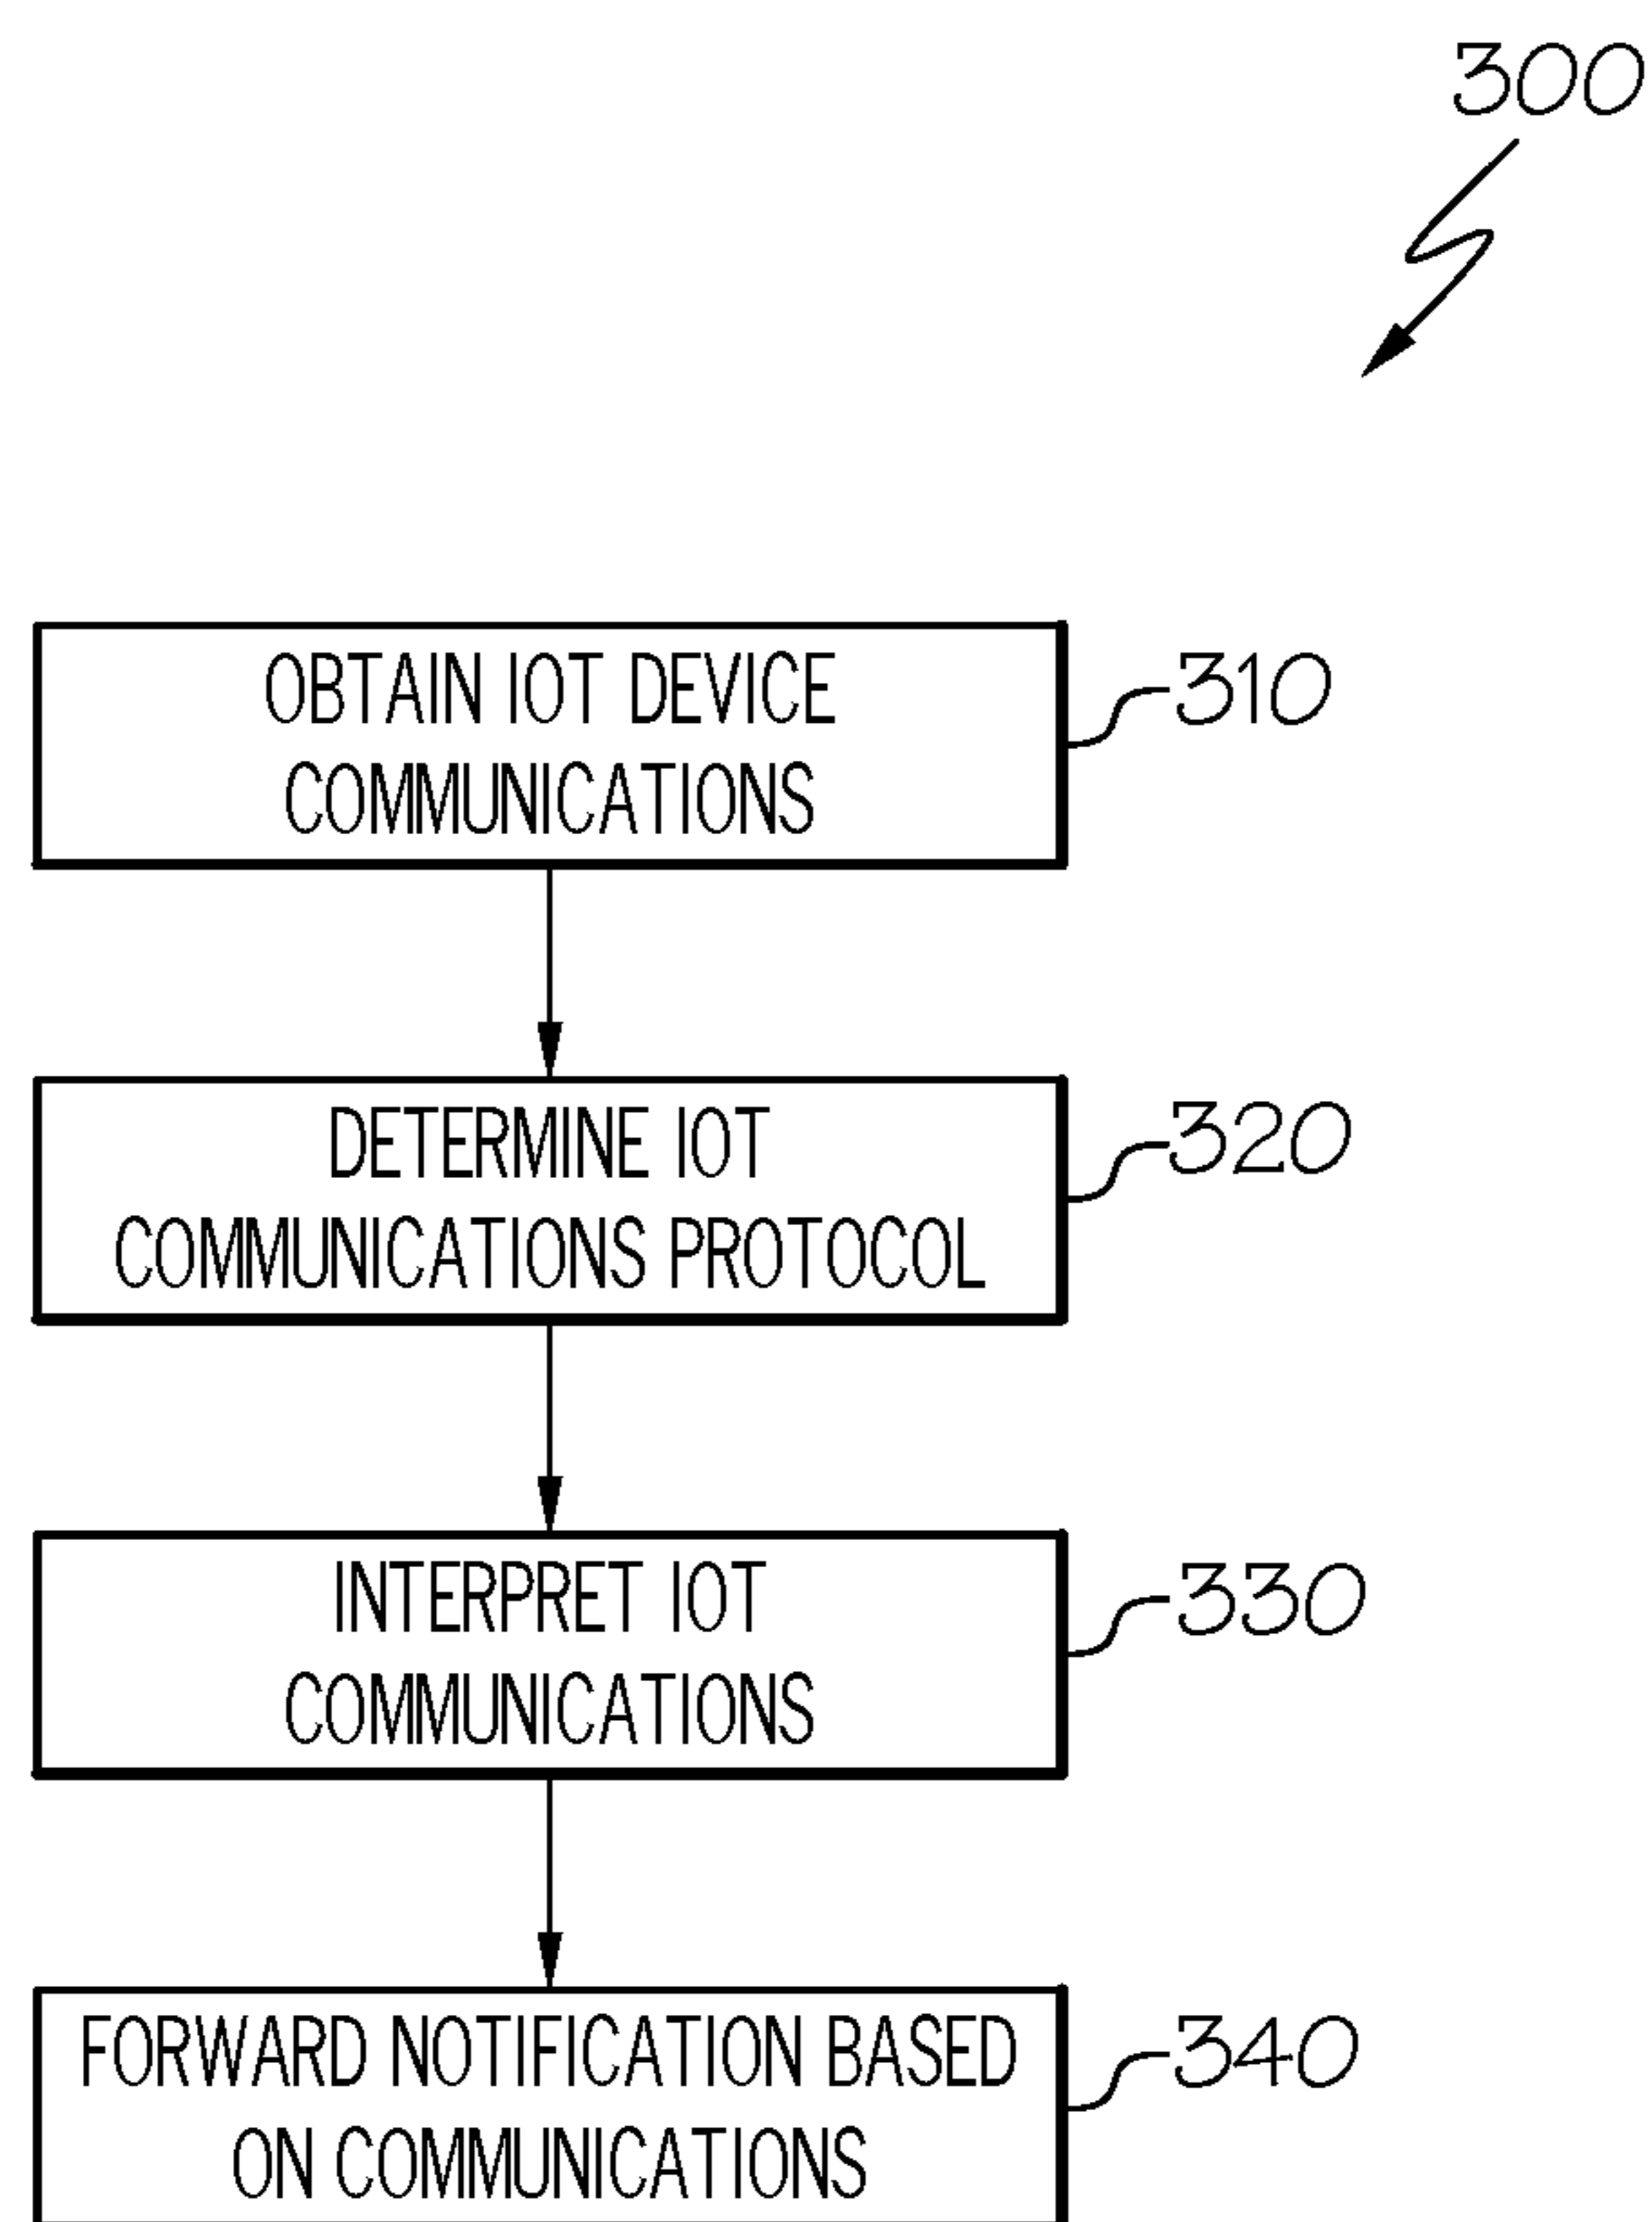 300
OBTAIN IOT DEVICE
COMMUNICATIONS
310
DETERMINE IOT
COMMUNICATIONS PROTOCOL
320
INTERPRET IOT
COMMUNICATIONS
330
FORWARD NOTIFICATION BASED
ON COMMUNICATIONS
340